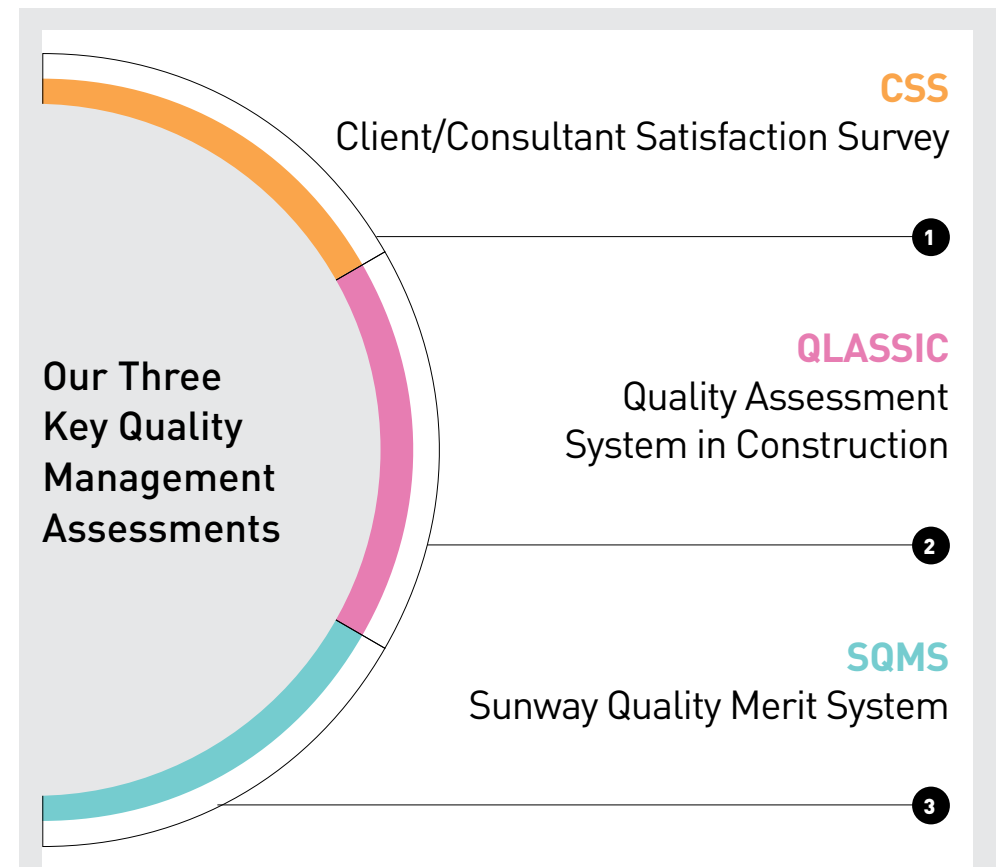 Our Three
Key Quality
Management
Assessments
CSS
Client/Consultant Satisfaction Survey
1
QLASSIC
Quality Assessment
System in Construction
2
SQMS
Sunway Quality Merit System
3